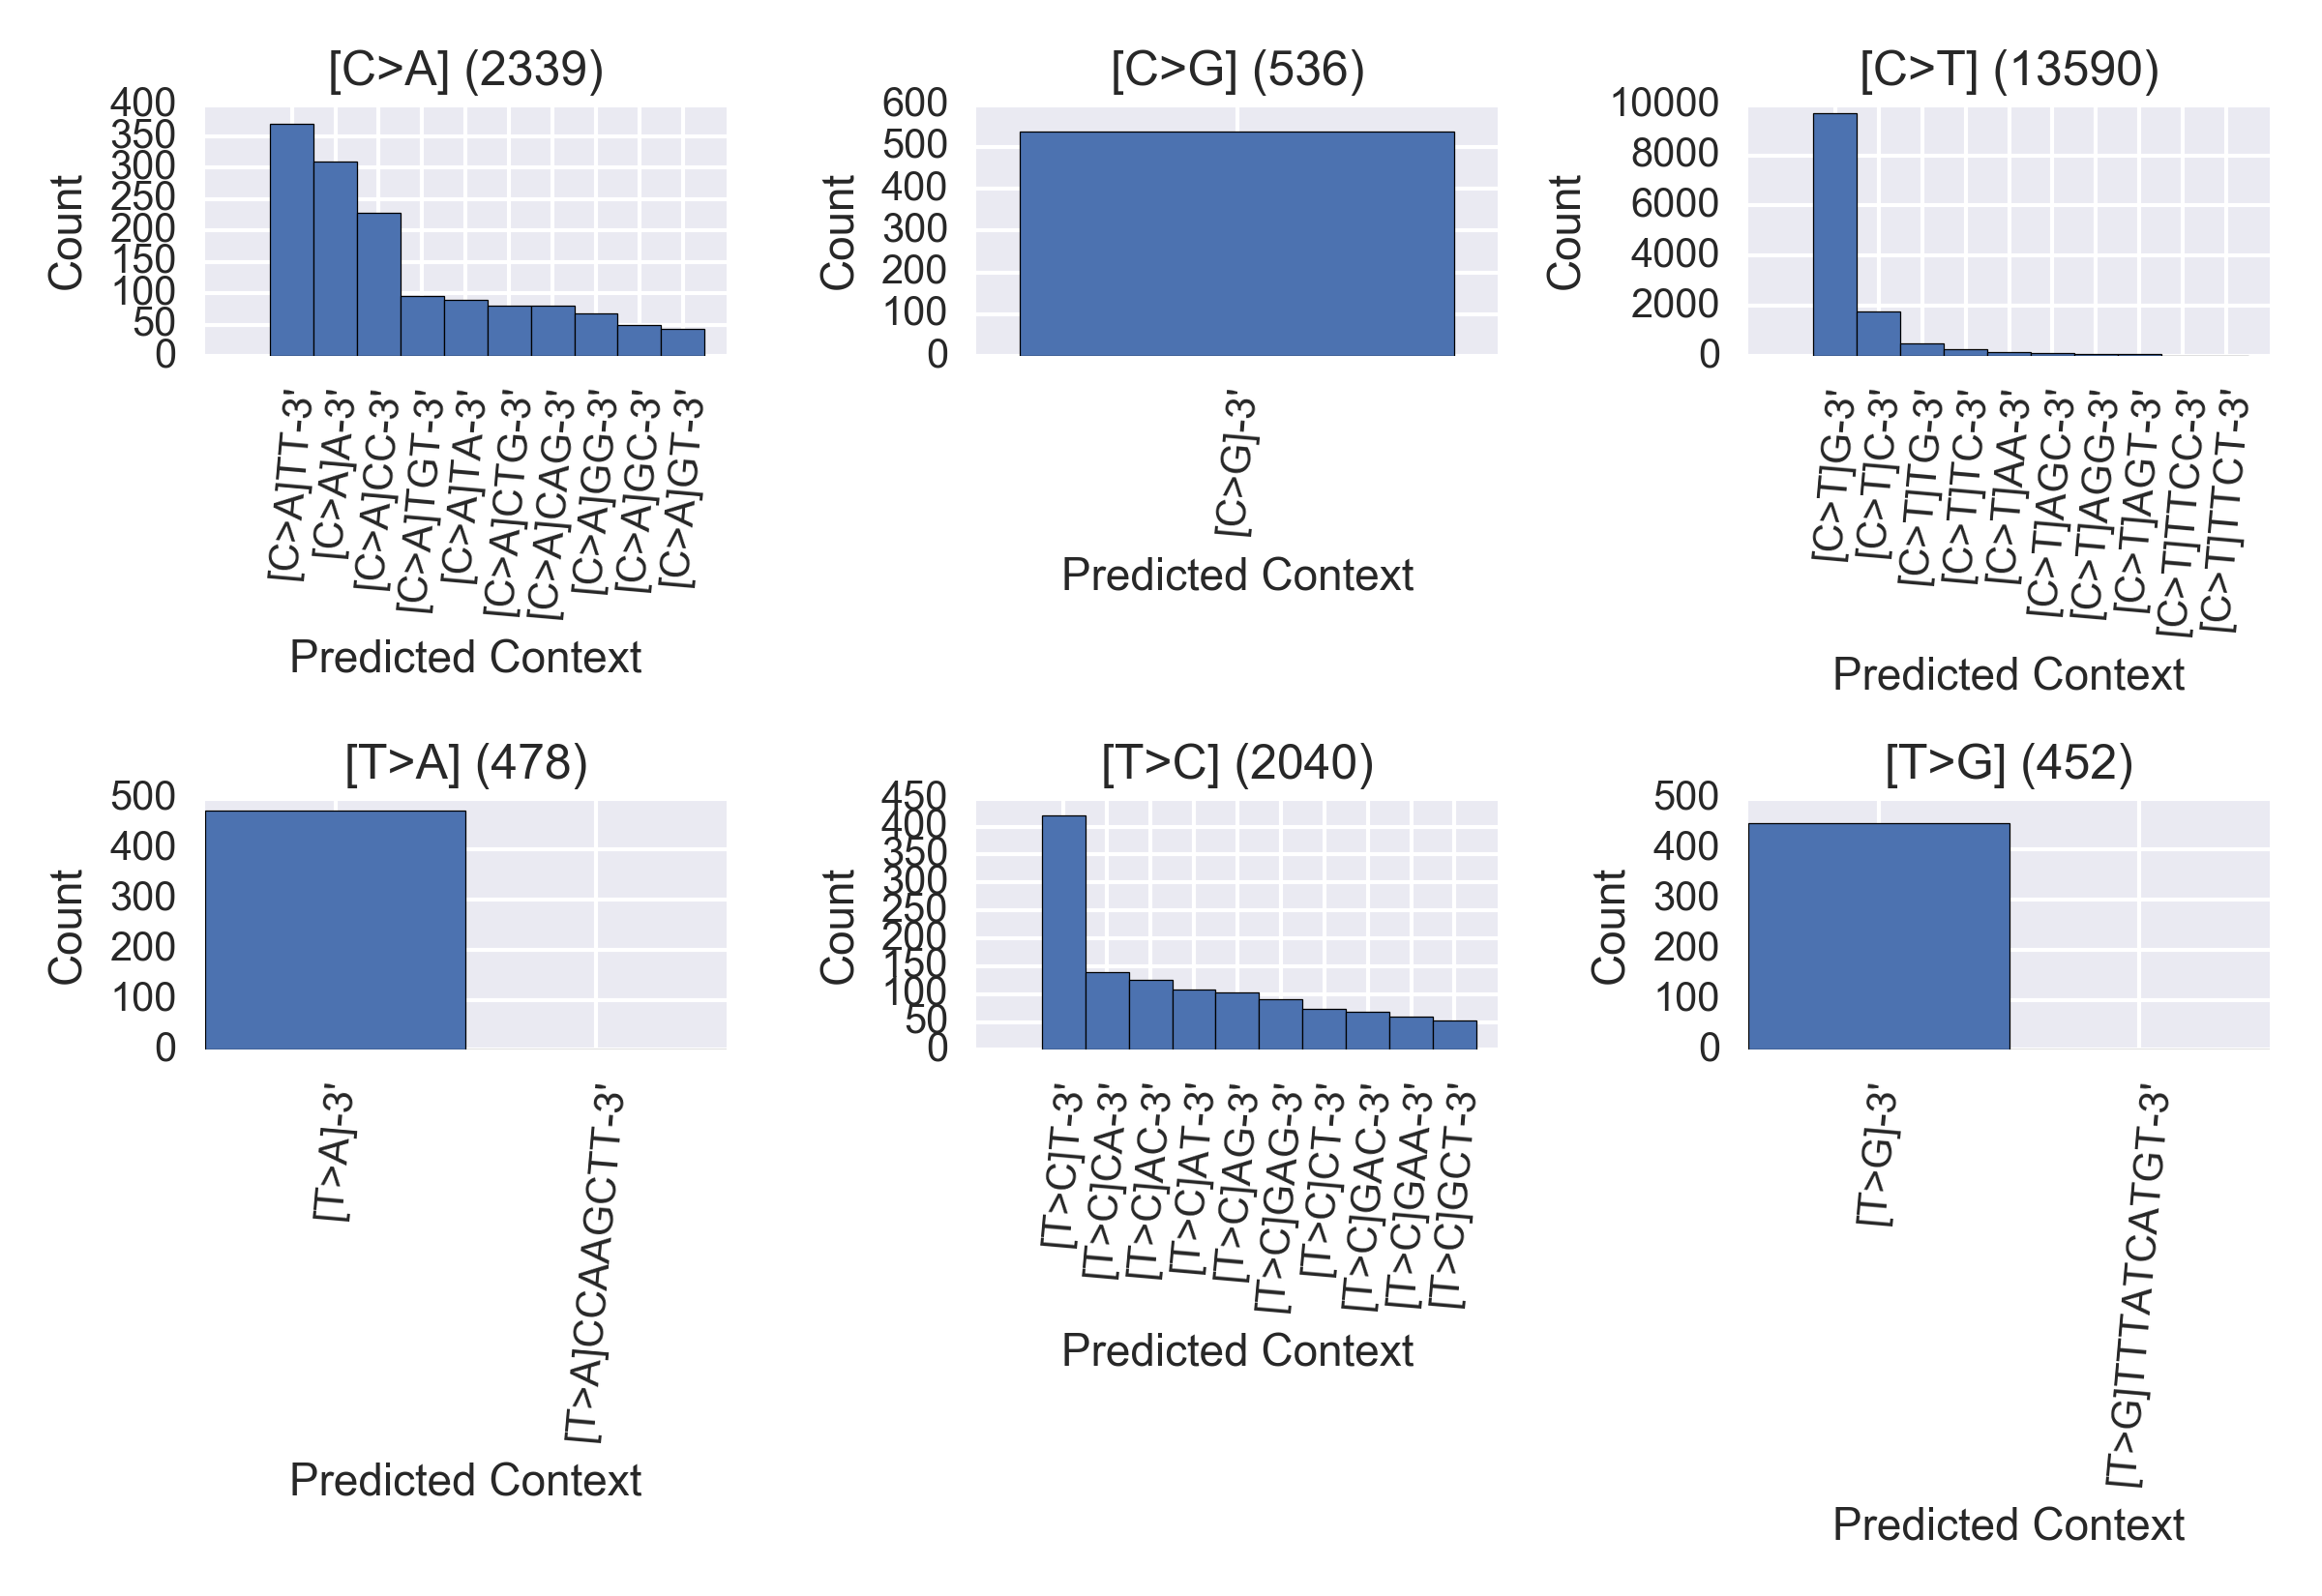 [C>A] (2339)
Count
400
350
300
250
200
150
100
50
0
[C>A]TT-3'
[C>A]A-3'
[C>A]CC-3'
[C>A]TGT-3'
[C>A]TA-3'
[C>A]CTG-3'
[C>A]CAG-3'
[C>A]GG-3'
[C>A]GC-3'
[C>A]GT-3'
Predicted Context
[C>G] (536)
Count
600
500
400
300
200
100
0
[C>G]-3'
Predicted Context
[C>T] (13590)
Count
10000
8000
6000
4000
2000
0
[C>T]G-3'
[C>T]C-3'
[C>T]TG-3'
[C>T]TC-3'
[C>T]AA-3'
[C>T]AGC-3'
[C>T]AGG-3'
[C>T]AGT-3'
[C>T]TTCC-3'
[C>T]TTCT-3'
Predicted Context
[T>A] (478)
Count
500
400
300
200
100
0
[T>A]-3'
[T>A]CCAAGCTT-3'
Predicted Context
[T>C] (2040)
Count
450
400
350
300
250
200
150
100
50
0
[T>C]T-3'
[T>C]CA-3'
[T>C]AC-3'
[T>C]AT-3'
[T>C]AG-3'
[T>C]GAG-3'
[T>C]CT-3'
[T>C]GAC-3'
[T>C]GAA-3'
[T>C]GCT-3'
Predicted Context
[T>G] (452)
Count
500
400
300
200
100
0
[T>G]-3'
[T>G]TTTATCATGT-3'
Predicted Context